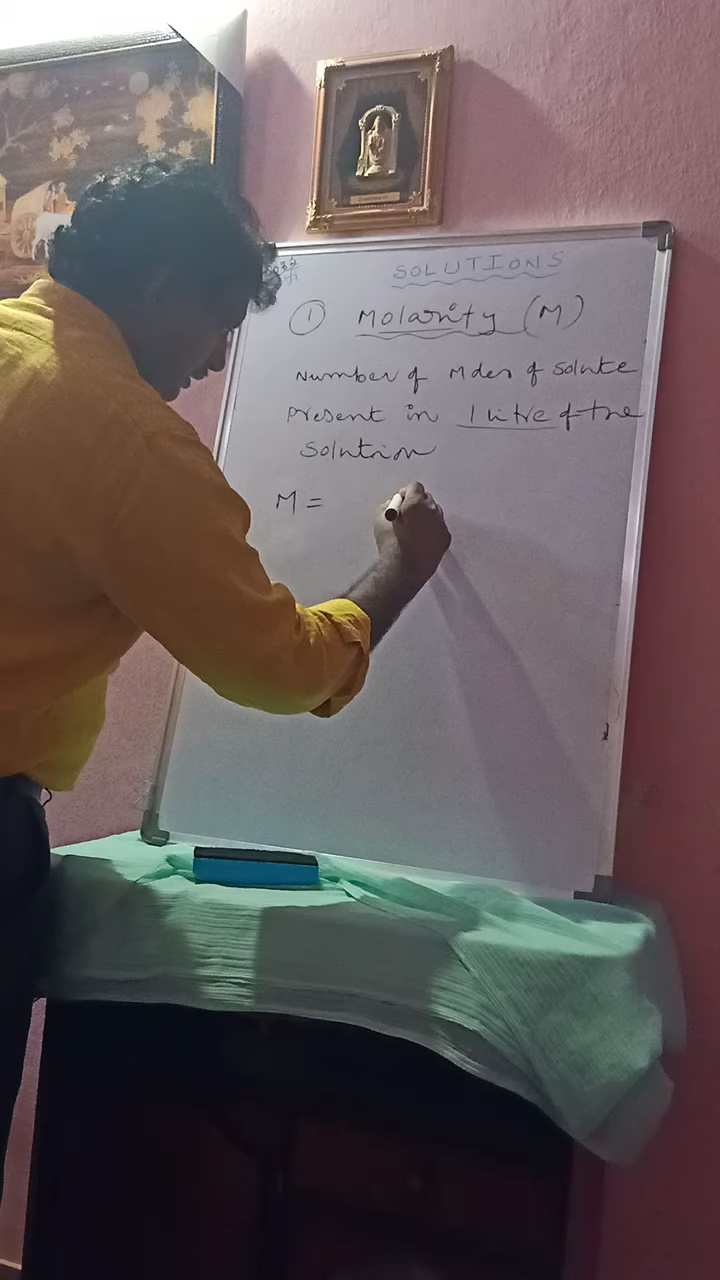 SOLUTIONS
① Molarity (M)
Number of Moles of Solute
Present in 1 litre of the
Solution
M =